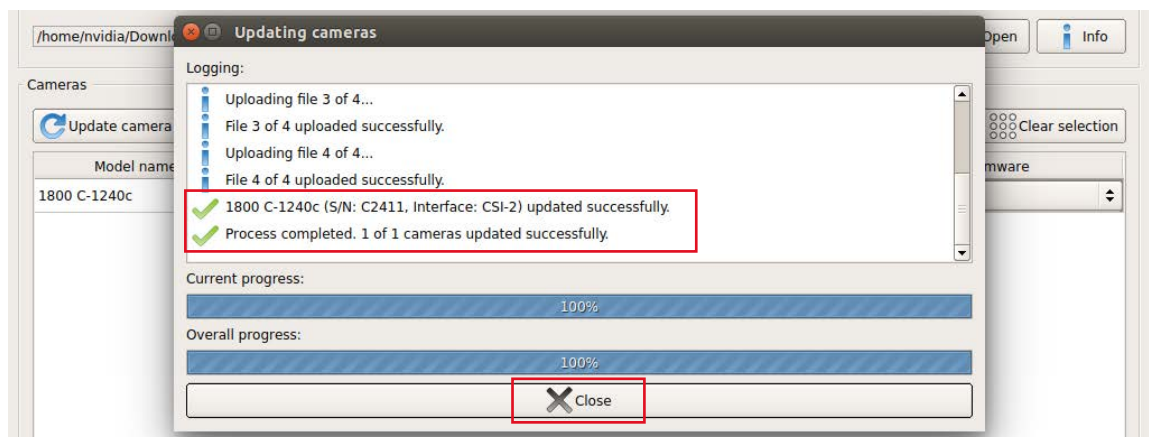 /home/nvidia/Downl
Updating cameras
Open
Info
Logging:
Uploading file 3 of 4...
File 3 of 4 uploaded successfully.
Uploading file 4 of 4...
File 4 of 4 uploaded successfully.
1800 C-1240c (S/N: C2411, Interface: CSI-2) updated successfully.
Process completed. 1 of 1 cameras updated successfully.
Cameras
Update camera
Clear selection
Model name
mware
1800 C-1240c
Current progress:
100%
Overall progress:
100%
Close